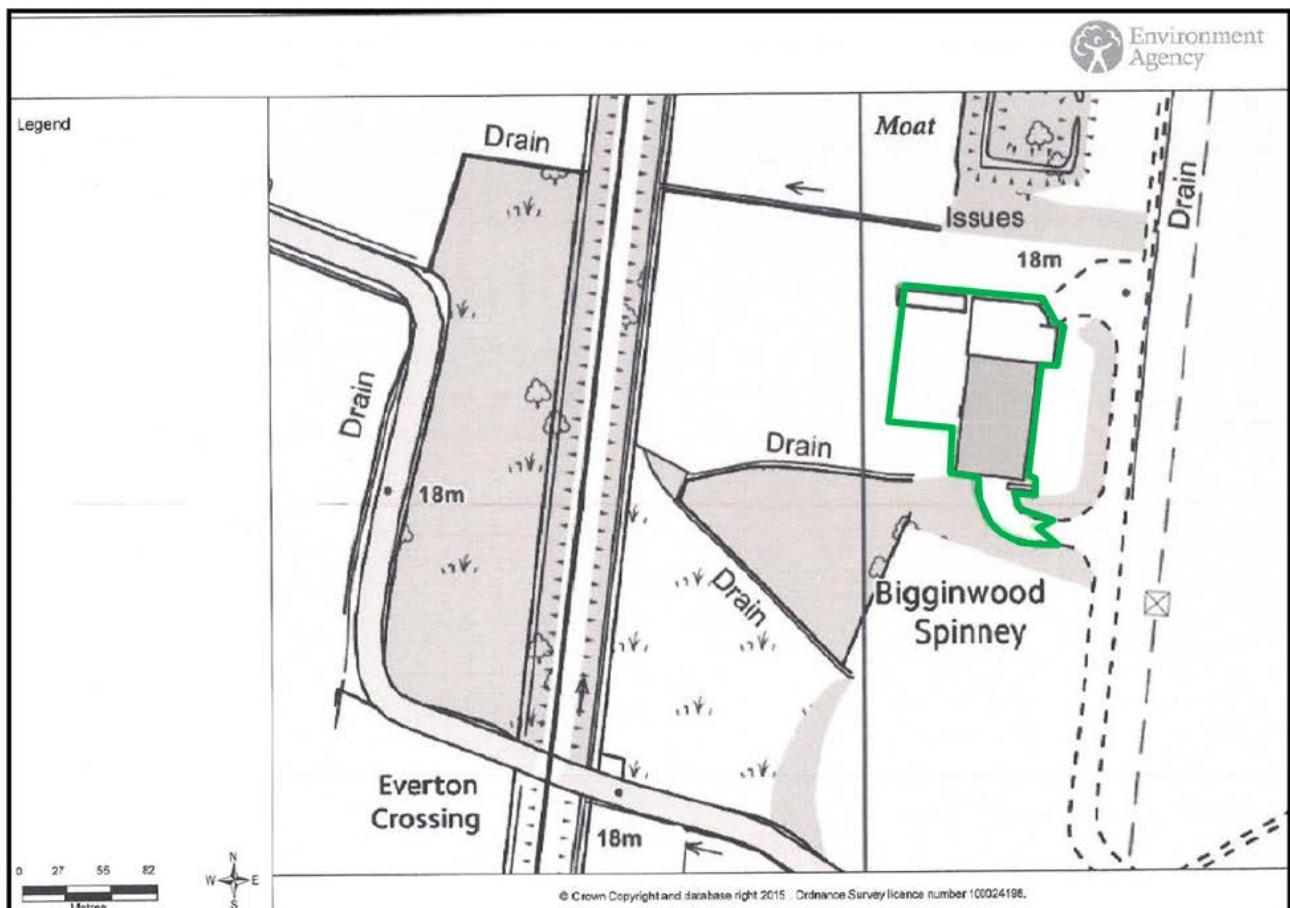 Environment
Agency
Legend
Drain
Moat
Drain
Issues
18m
Drain
18m
Drain
Drain
Bigginwood
Spinney
Everton
Crossing
18m
0 27 55 82
Metres
N
W E
S
© Crown Copyright and database right 2015 . Ordnance Survey licence number 100024198.